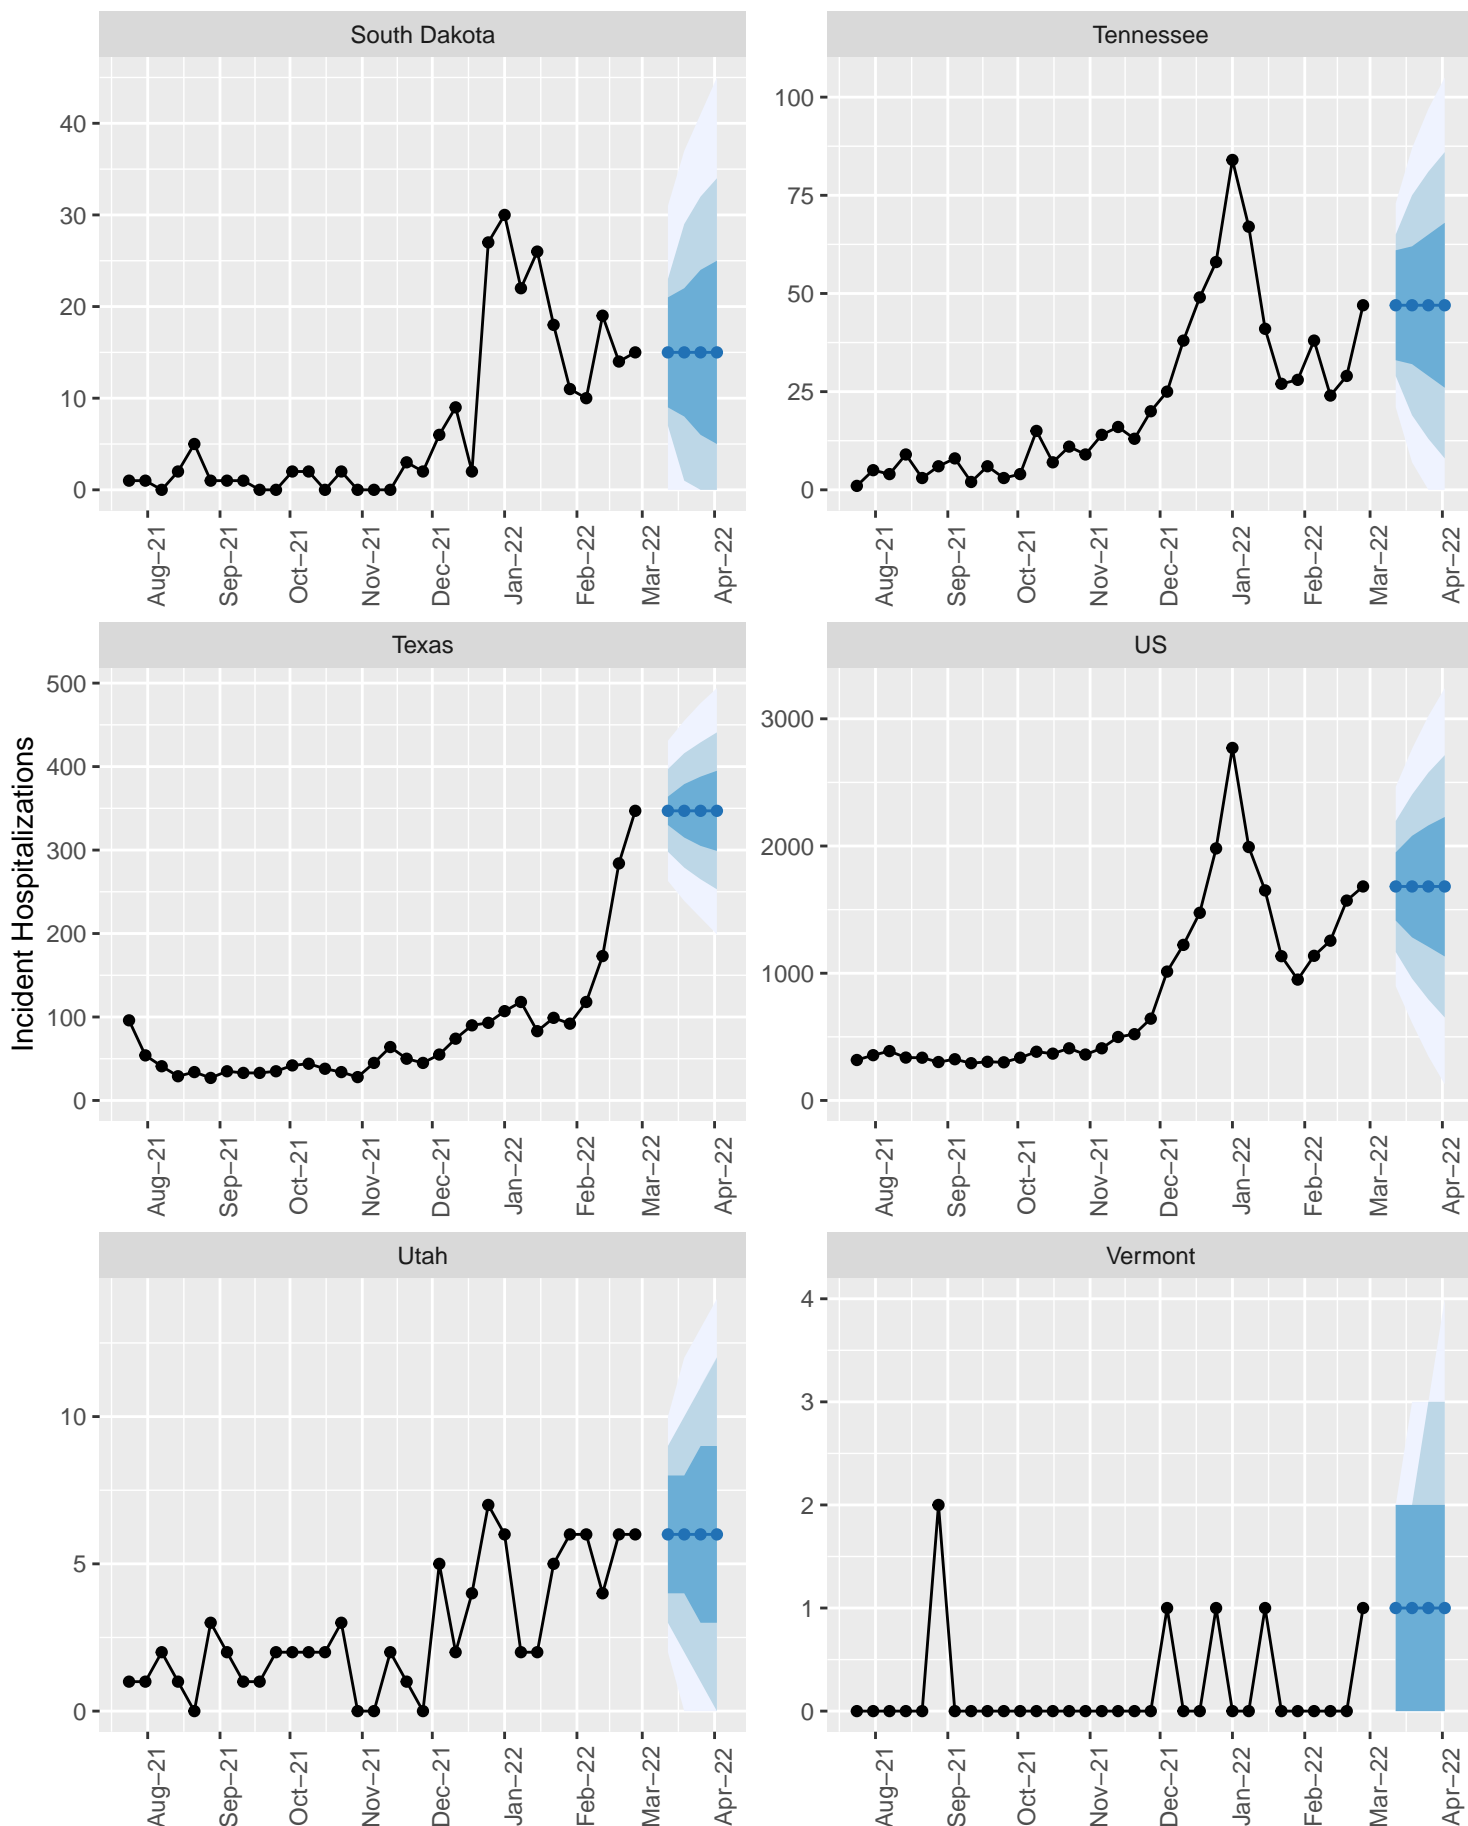 South Dakota
Tennessee
40
30
20
10
0
100
75
50
25
0
Aug−21
Sep−21
Oct−21
Nov−21
Dec−21
Jan−22
Feb−22
Mar−22
Apr−22
Aug−21
Sep−21
Oct−21
Nov−21
Dec−21
Jan−22
Feb−22
Mar−22
Apr−22
Incident Hospitalizations
Texas
US
500
400
300
200
100
0
3000
2000
1000
0
Aug−21
Sep−21
Oct−21
Nov−21
Dec−21
Jan−22
Feb−22
Mar−22
Apr−22
Aug−21
Sep−21
Oct−21
Nov−21
Dec−21
Jan−22
Feb−22
Mar−22
Apr−22
Utah
Vermont
10
5
0
4
3
2
1
0
Aug−21
Sep−21
Oct−21
Nov−21
Dec−21
Jan−22
Feb−22
Mar−22
Apr−22
Aug−21
Sep−21
Oct−21
Nov−21
Dec−21
Jan−22
Feb−22
Mar−22
Apr−22